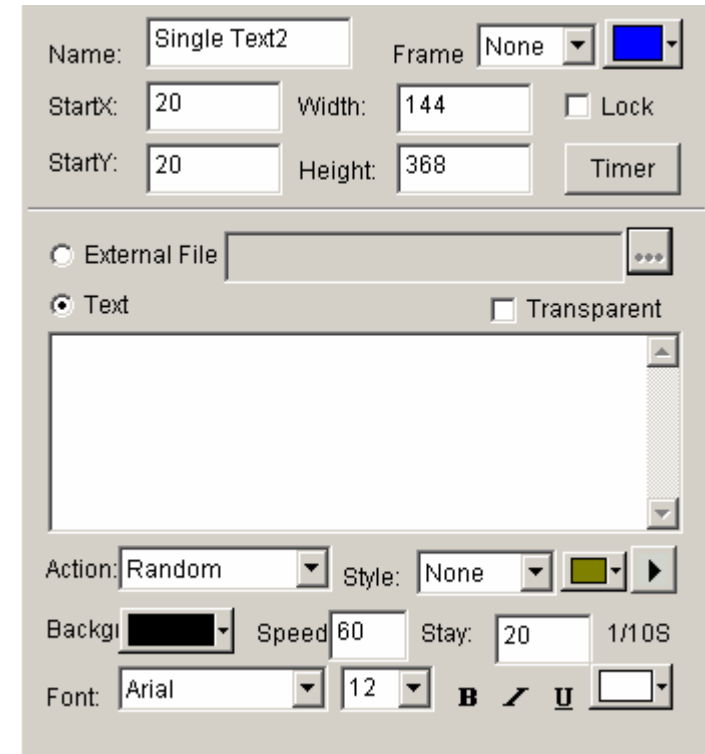 Name: Single Text2 Frame None
StartX: 20 Width: 144 Lock
StartY: 20 Height: 368 Timer
External File ...
Text Transparent
Action: Random Style: None
Backgr Speed 60 Stay: 20 1/10S
Font: Arial 12 B I U